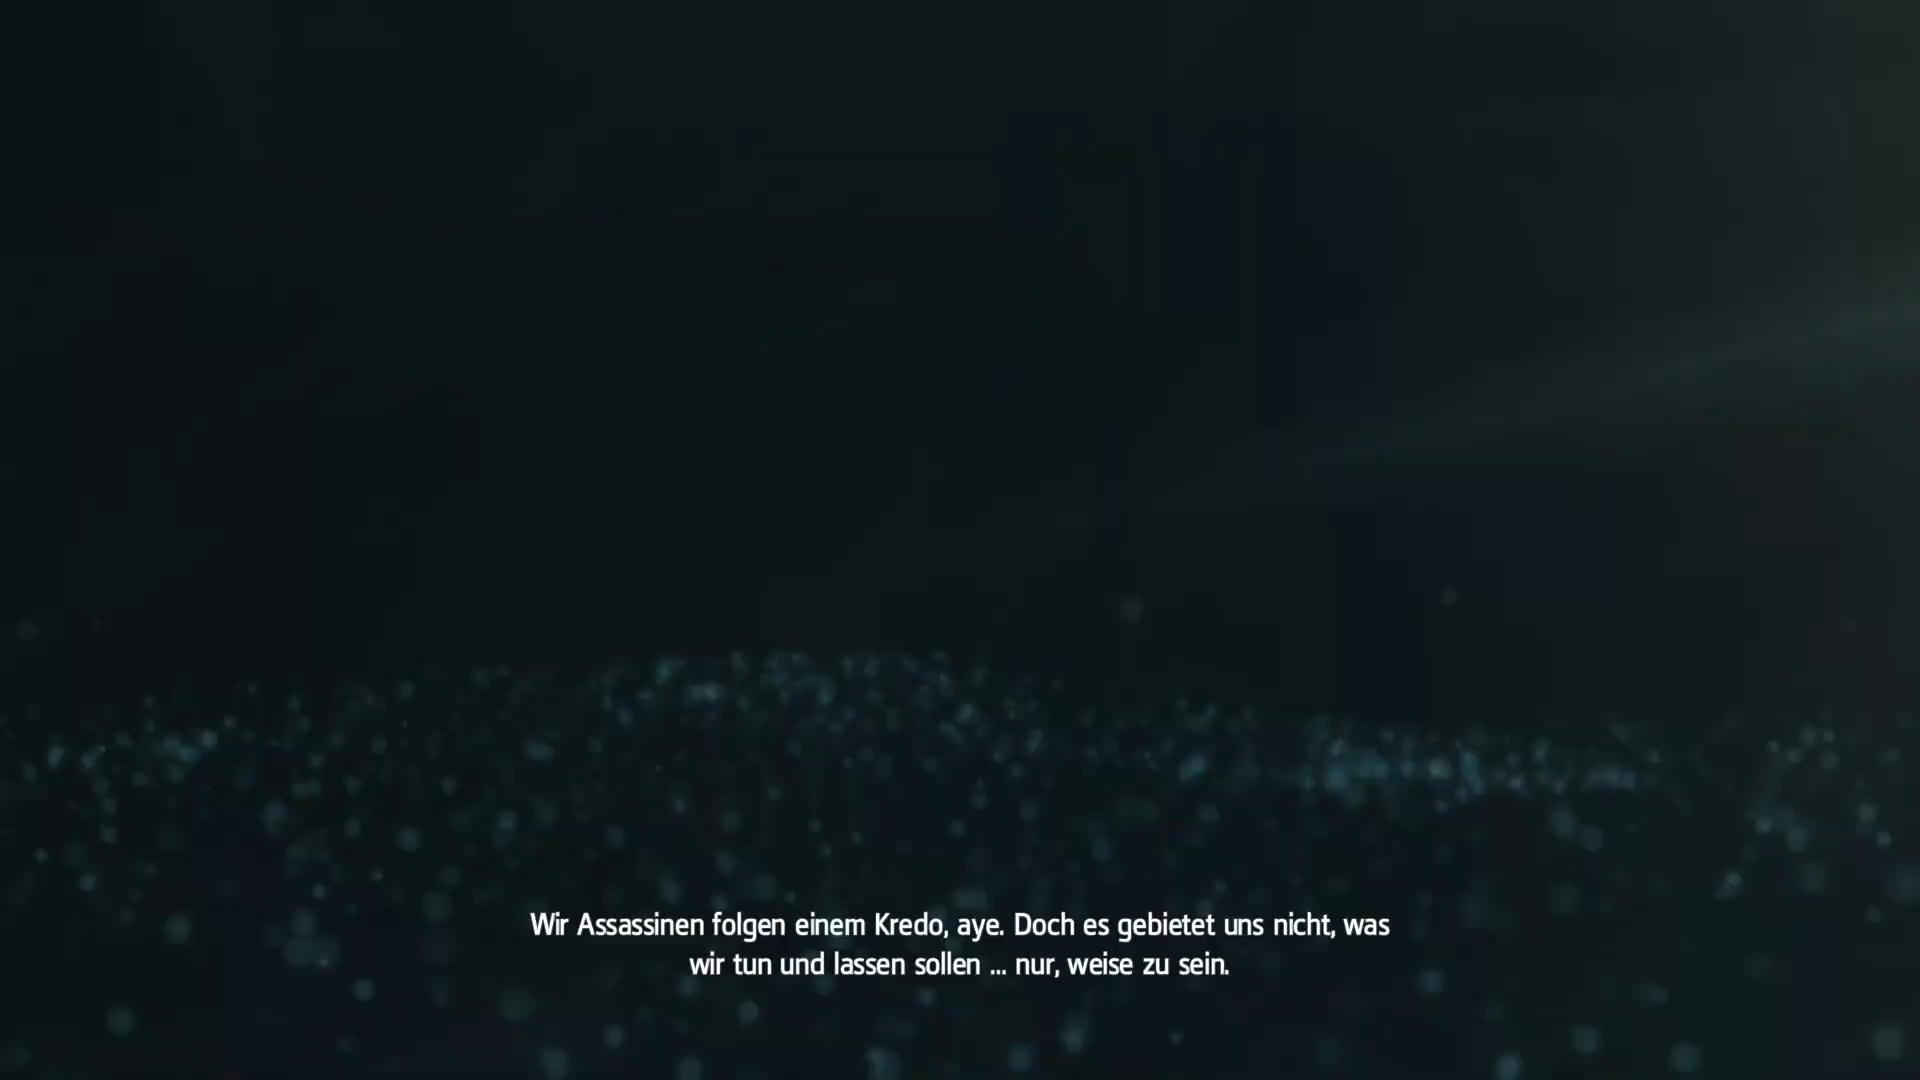 Wir Assassinen folgen einem Kredo, aye. Doch es gebietet uns nicht, was
wir tun und lassen sollen ... nur, weise zu sein.